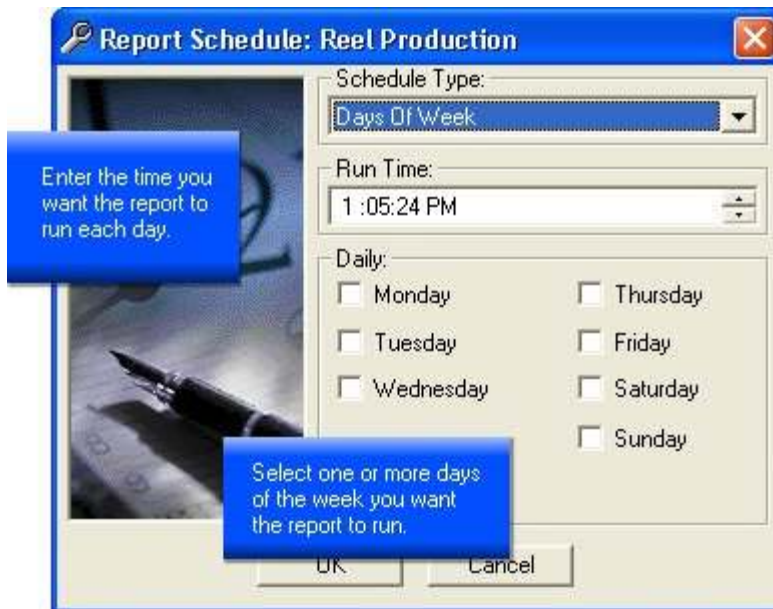 Report Schedule: Reel Production
Schedule Type:
Days Of Week
Enter the time you
want the report to
run each day.
Run Time:
1 :05:24 PM
Daily:
Monday
Thursday
Tuesday
Friday
Wednesday
Saturday
Sunday
Select one or more days
of the week you want
the report to run.
OK
Cancel